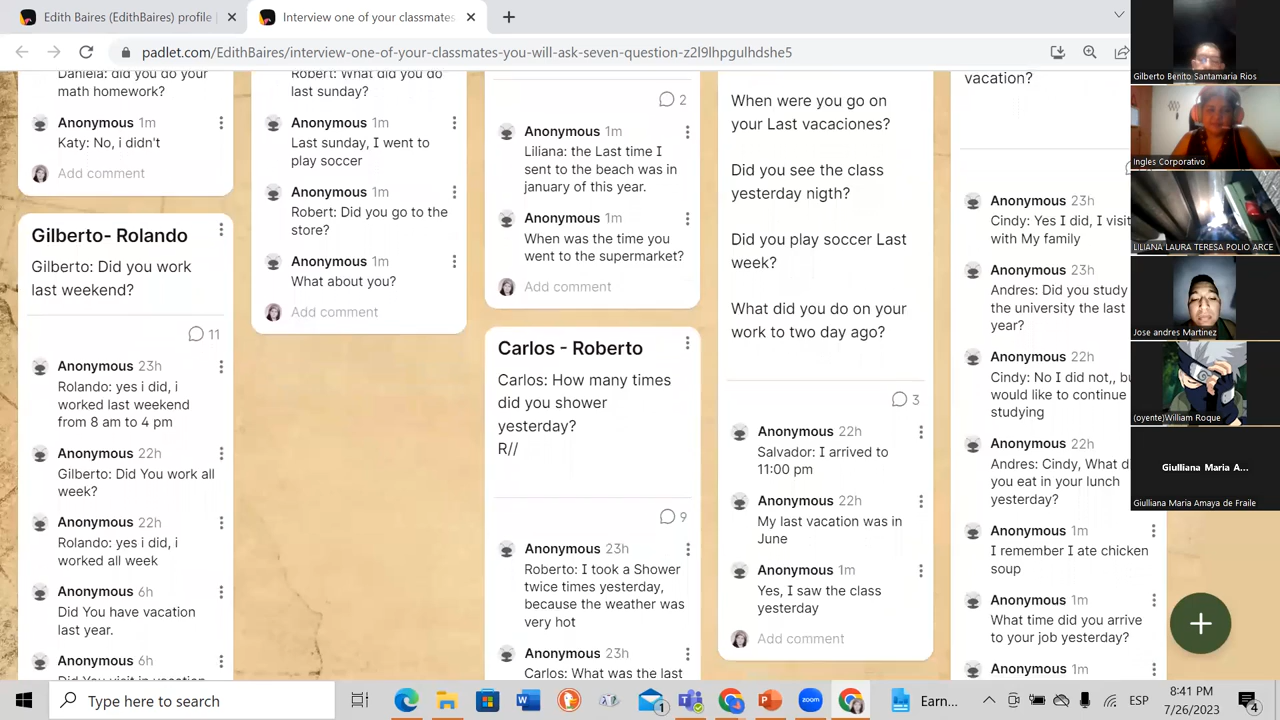 Edith Baires (EdithBaires) profile
Interview one of your classmates
padlet.com/EdithBaires/interview-one-of-your-classmates-you-will-ask-seven-question-z2l9lhpgulhdshe5
Daniela: did you do your
math homework?
Anonymous 1m
Katy: No, i didn't
Add comment
Gilberto- Rolando
Gilberto: Did you work
last weekend?
11
Anonymous 23h
Rolando: yes i did, i
worked last weekend
from 8 am to 4 pm
Anonymous 22h
Gilberto: Did You work all
week?
Anonymous 22h
Rolando: yes i did, i
worked all week
Anonymous 6h
Did You have vacation
last year.
Anonymous 6h
Did You visit in vacation
Robert: What did you do
last sunday?
Anonymous 1m
Last sunday, I went to
play soccer
Anonymous 1m
Robert: Did you go to the
store?
Anonymous 1m
What about you?
Add comment
2
Anonymous 1m
Liliana: the Last time I
sent to the beach was in
january of this year.
Anonymous 1m
When was the time you
went to the supermarket?
Add comment
Carlos - Roberto
Carlos: How many times
did you shower
yesterday?
R//
9
Anonymous 23h
Roberto: I took a Shower
twice times yesterday,
because the weather was
very hot
Anonymous 23h
Carlos: What was the last
When were you go on
your Last vacaciones?
Did you see the class
yesterday nigth?
Did you play soccer Last
week?
What did you do on your
work to two day ago?
3
Anonymous 22h
Salvador: I arrived to
11:00 pm
Anonymous 22h
My last vacation was in
June
Anonymous 1m
Yes, I saw the class
yesterday
Add comment
vacation?
Anonymous 23h
Cindy: Yes I did, I visit
with My family
Anonymous 23h
Andres: Did you study
the university the last
year?
Anonymous 22h
Cindy: No I did not,, bu
would like to continue
studying
Anonymous 22h
Andres: Cindy, What d
you eat in your lunch
yesterday?
Anonymous 1m
I remember I ate chicken
soup
Anonymous 1m
What time did you arrive
to your job yesterday?
Anonymous 1m
Gilberto Benito Santamaria Rios
Ingles Corporativo
LILIANA LAURA TERESA POLIO ARCE
Jose andres Martinez
(oyente)William Roque
Giulliana Maria A...
Giulliana Maria Amaya de Fraile
Type here to search
1
zoom
Earn...
ESP
8:41 PM
7/26/2023
4